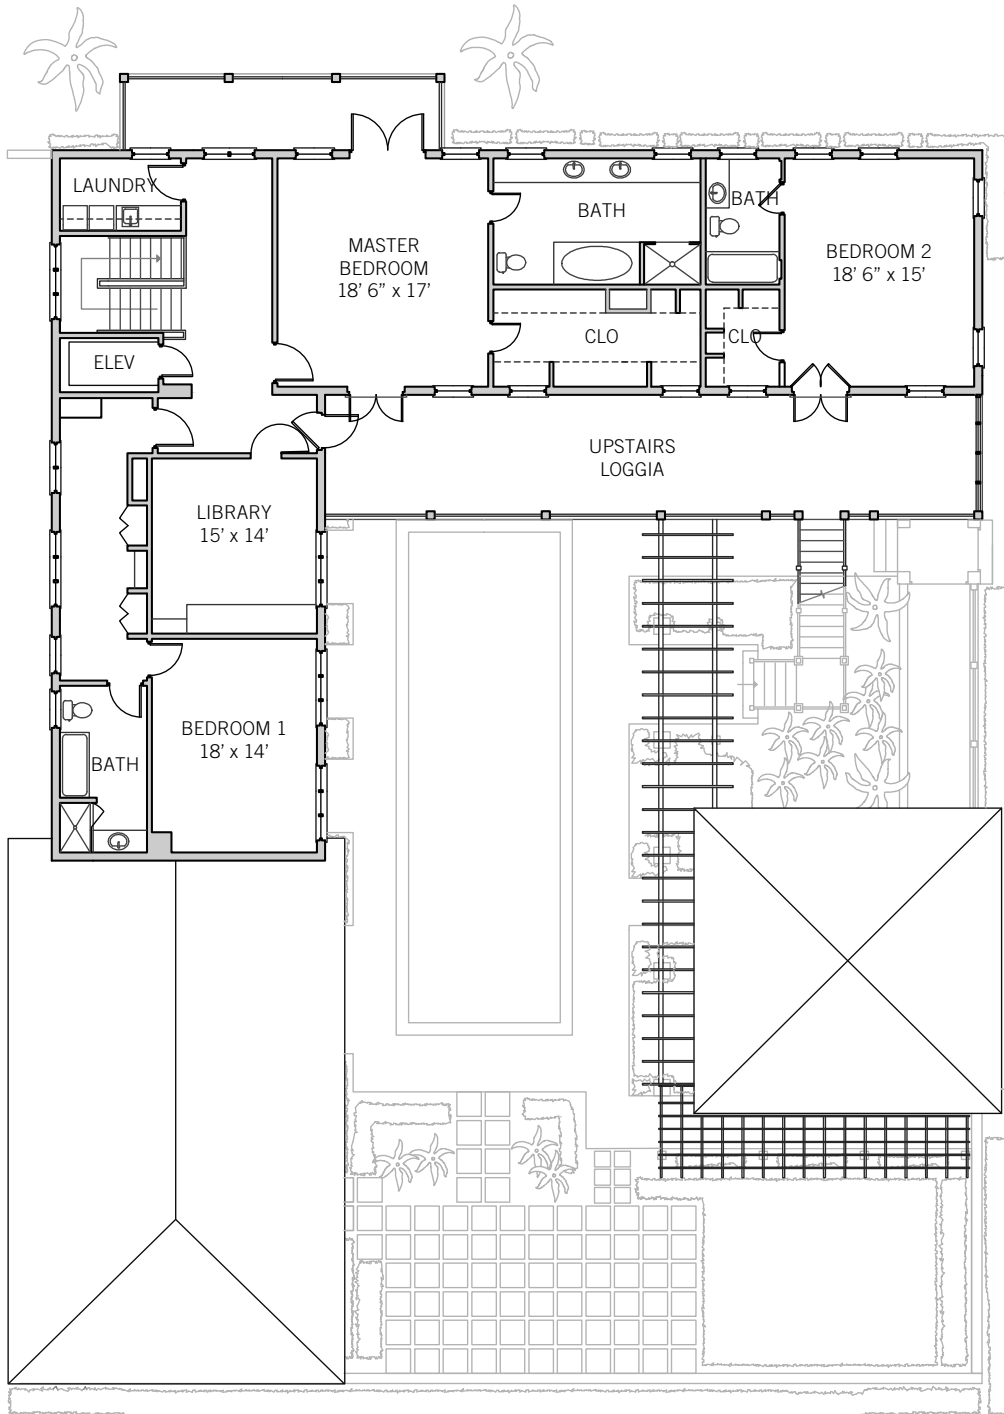 LAUNDRY
MASTER
BEDROOM
18' 6" x 17'
BATH
BATH
BEDROOM 2
18' 6" x 15'
ELEV
CLO
CLO
UPSTAIRS
LOGGIA
LIBRARY
15' x 14'
BEDROOM 1
18' x 14'
BATH